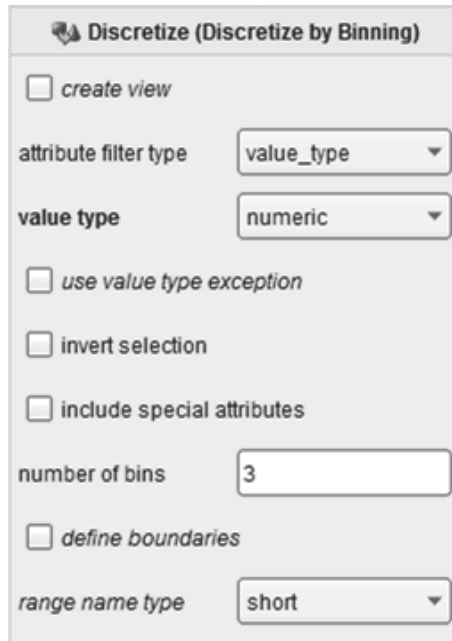 Discretize (Discretize by Binning)
create view
attribute filter type value_type
value type numeric
use value type exception
invert selection
include special attributes
number of bins 3
define boundaries
range name type short